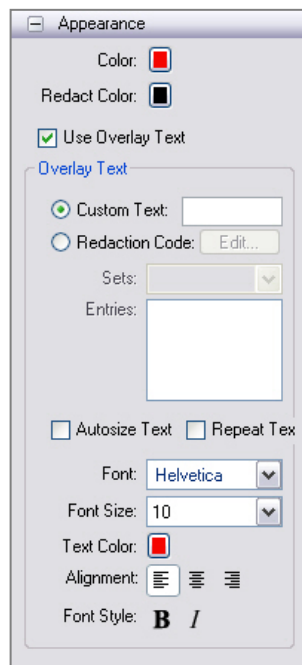 Appearance
Color:
Redact Color:
Use Overlay Text
Overlay Text
Custom Text:
Redaction Code: Edit...
Sets:
Entries:
Autosize Text Repeat Tex
Font: Helvetica
Font Size: 10
Text Color:
Alignment:
Font Style: B I